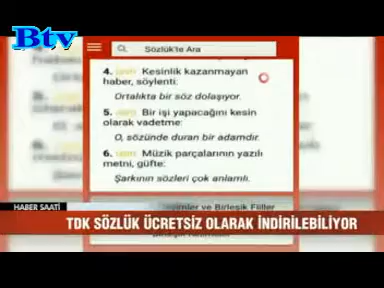 Btv
Sözlük'te Ara
4. isim Kesinlik kazanmayan
haber, söylenti:
Ortalıkta bir söz dolaşıyor.
5. isim Bir işi yapacağını kesin
olarak vadetme:
O, sözünde duran bir adamdır.
6. isim Müzik parçalarının yazılı
metni, güfte:
Şarkının sözleri çok anlamlı.
ve Birleşik Fiiller
HABER SAATİ
TDK SÖZLÜK ÜCRETSİZ OLARAK İNDİRİLEBİLİYOR